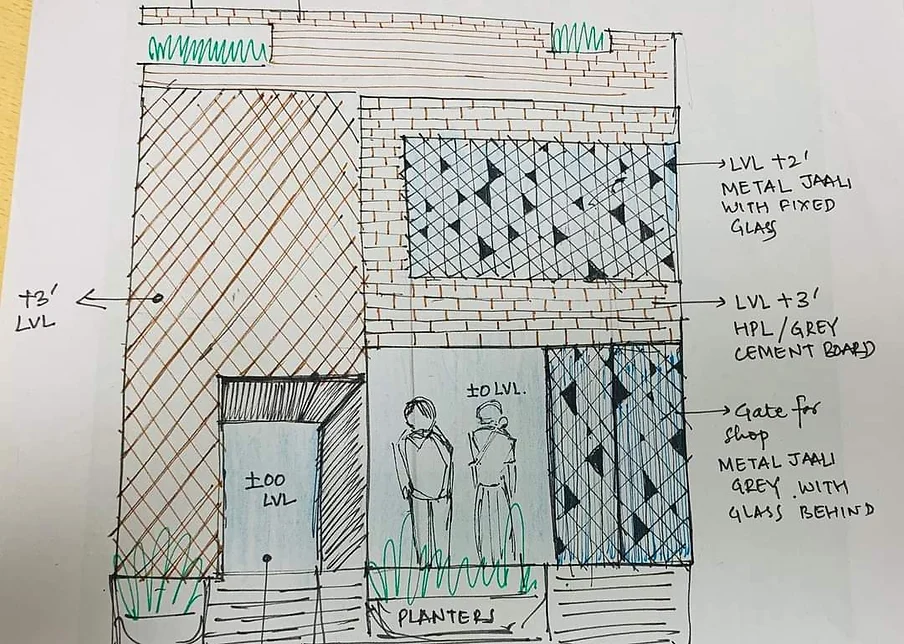 LVL +2'
METAL JAALI
WITH FIXED
GLASS
+3'
LVL
LVL +3'
HPL/GREY
CEMENT BOARD
±0 LVL.
Gate for
shop
METAL JAALI
GREY WITH
GLASS BEHIND
±00
LVL
PLANTERS